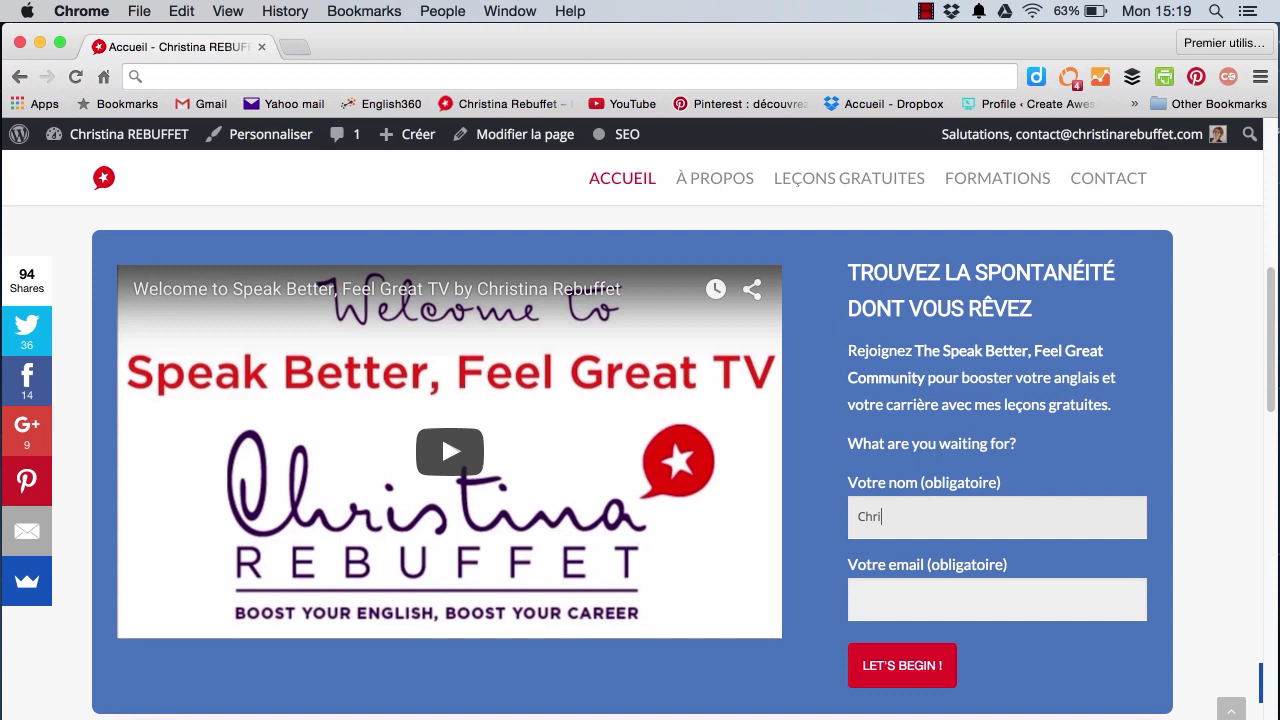 Chrome File Edit View History Bookmarks People Window Help 63% Mon 15:19
Accueil - Christina REBUFF Premier utilis…
4
Apps Bookmarks Gmail Yahoo mail English360 Christina Rebuffet – YouTube Pinterest : découvrez Accueil - Dropbox Profile ‹ Create Awes » Other Bookmarks
Christina REBUFFET Personnaliser 1 Créer Modifier la page SEO Salutations, contact@christinarebuffet.com
ACCUEIL À PROPOS LEÇONS GRATUITES FORMATIONS CONTACT
94
Shares
36
14
G+
9
Welcome to Speak Better, Feel Great TV by Christina Rebuffet
Welcome to
Speak Better, Feel Great TV
Christina
REBUFFET
BOOST YOUR ENGLISH, BOOST YOUR CAREER
TROUVEZ LA SPONTANÉITÉ
DONT VOUS RÊVEZ
Rejoignez The Speak Better, Feel Great
Community pour booster votre anglais et
votre carrière avec mes leçons gratuites.
What are you waiting for?
Votre nom (obligatoire)
Chri
Votre email (obligatoire)
LET'S BEGIN !